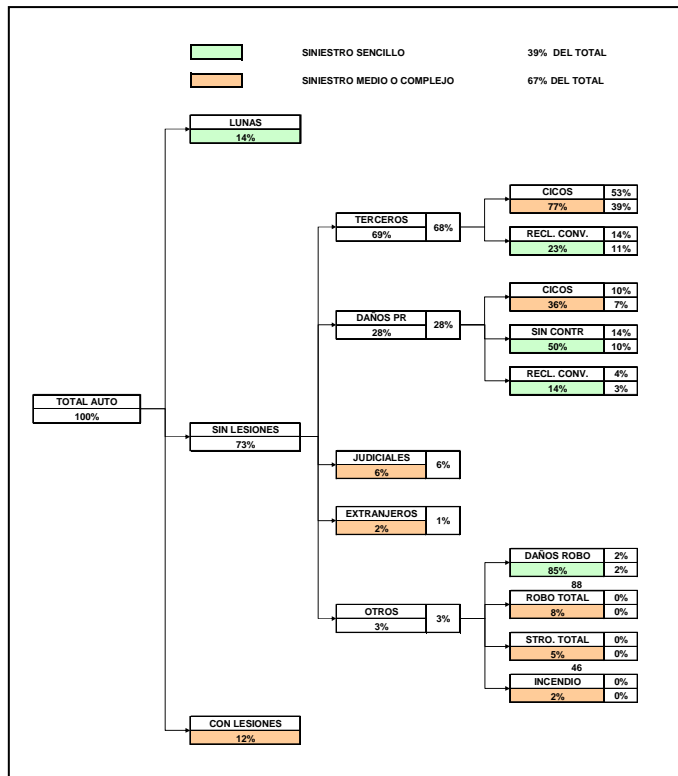 SINIESTRO SENCILLO 39% DEL TOTAL
SINIESTRO MEDIO O COMPLEJO 67% DEL TOTAL
LUNAS
14%
CICOS 53%
77% 39%
TERCEROS 68%
69%
RECL. CONV. 14%
23% 11%
CICOS 10%
36% 7%
DAÑOS PR 28%
28%
SIN CONTR 14%
50% 10%
RECL. CONV. 4%
14% 3%
TOTAL AUTO
100%
SIN LESIONES
73%
JUDICIALES 6%
6%
EXTRANJEROS 1%
2%
DAÑOS ROBO 2%
85% 2%
88
ROBO TOTAL 0%
8% 0%
OTROS 3%
3%
STRO. TOTAL 0%
5% 0%
46
INCENDIO 0%
2% 0%
CON LESIONES
12%